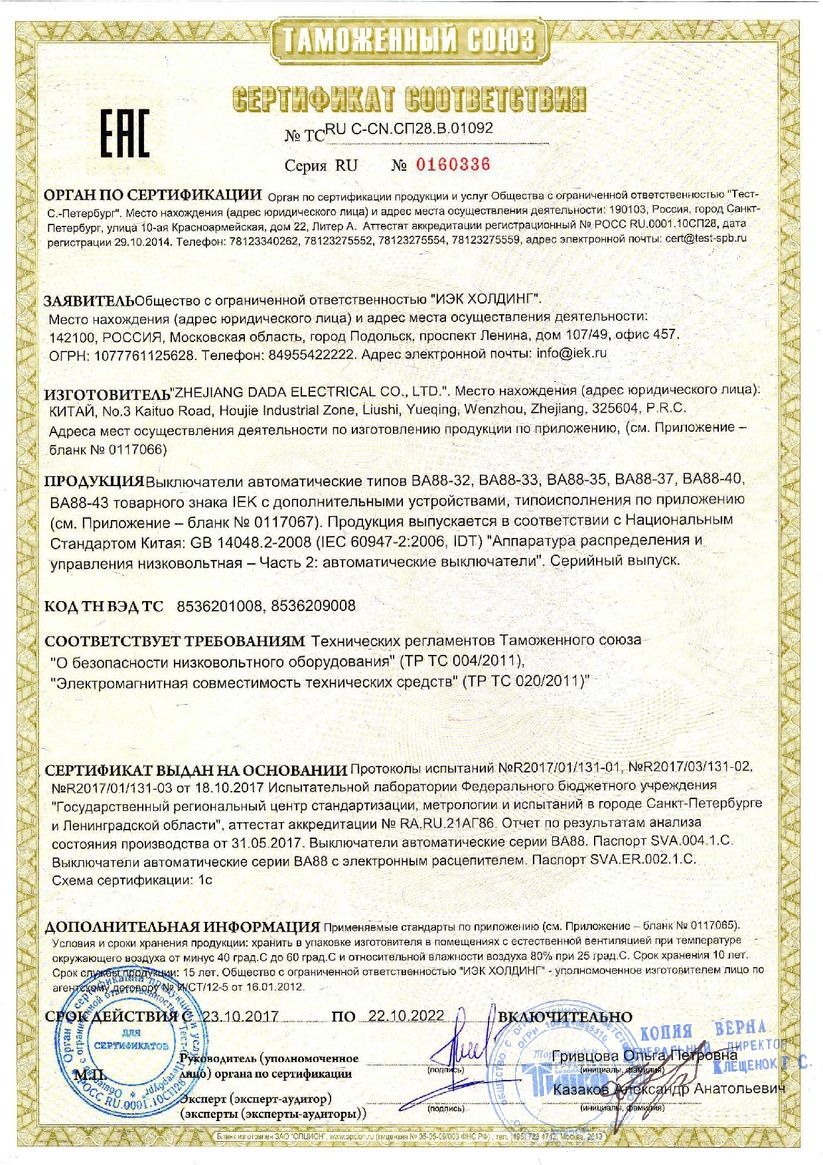 ТАМОЖЕННЫЙ СОЮЗ
СЕРТИФИКАТ СООТВЕТСТВИЯ
EAC
№ ТС RU C-CN.СП28.В.01092
Серия RU № 0160336
ОРГАН ПО СЕРТИФИКАЦИИ Орган по сертификации продукции и услуг Общества с ограниченной ответственностью "Тест-
С.-Петербург". Место нахождения (адрес юридического лица) и адрес места осуществления деятельности: 190103, Россия, город Санкт-
Петербург, улица 10-ая Красноармейская, дом 22, Литер А. Аттестат аккредитации регистрационный № РОСС RU.0001.10СП28, дата
регистрации 29.10.2014. Телефон: 78123340262, 78123275552, 78123275554, 78123275559, адрес электронной почты: cert@test-spb.ru
ЗАЯВИТЕЛЬ Общество с ограниченной ответственностью "ИЭК ХОЛДИНГ".
Место нахождения (адрес юридического лица) и адрес места осуществления деятельности:
142100, РОССИЯ, Московская область, город Подольск, проспект Ленина, дом 107/49, офис 457.
ОГРН: 1077761125628. Телефон: 84955422222. Адрес электронной почты: info@iek.ru
ИЗГОТОВИТЕЛЬ "ZHEJIANG DADA ELECTRICAL CO., LTD.". Место нахождения (адрес юридического лица):
КИТАЙ, No.3 Kaituo Road, Houjie Industrial Zone, Liushi, Yueqing, Wenzhou, Zhejiang, 325604, P.R.C.
Адреса мест осуществления деятельности по изготовлению продукции по приложению, (см. Приложение –
бланк № 0117066)
ПРОДУКЦИЯ Выключатели автоматические типов ВА88-32, ВА88-33, ВА88-35, ВА88-37, ВА88-40,
ВА88-43 товарного знака IEK с дополнительными устройствами, типоисполнения по приложению
(см. Приложение – бланк № 0117067). Продукция выпускается в соответствии с Национальным
Стандартом Китая: GB 14048.2-2008 (IEC 60947-2:2006, IDT) "Аппаратура распределения и
управления низковольтная – Часть 2: автоматические выключатели". Серийный выпуск.
КОД ТН ВЭД ТС 8536201008, 8536209008
СООТВЕТСТВУЕТ ТРЕБОВАНИЯМ Технических регламентов Таможенного союза
"О безопасности низковольтного оборудования" (ТР ТС 004/2011),
"Электромагнитная совместимость технических средств" (ТР ТС 020/2011)"
СЕРТИФИКАТ ВЫДАН НА ОСНОВАНИИ Протоколы испытаний №R2017/01/131-01, №R2017/03/131-02,
№R2017/01/131-03 от 18.10.2017 Испытательной лаборатории Федерального бюджетного учреждения
"Государственный региональный центр стандартизации, метрологии и испытаний в городе Санкт-Петербурге
и Ленинградской области", аттестат аккредитации № RA.RU.21АГ86. Отчет по результатам анализа
состояния производства от 31.05.2017. Выключатели автоматические серии ВА88. Паспорт SVA.004.1.С.
Выключатели автоматические серии ВА88 с электронным расцепителем. Паспорт SVA.ER.002.1.С.
Схема сертификации: 1с
ДОПОЛНИТЕЛЬНАЯ ИНФОРМАЦИЯ Применяемые стандарты по приложению (см. Приложение – бланк № 0117065).
Условия и сроки хранения продукции: хранить в упаковке изготовителя в помещениях с естественной вентиляцией при температуре
окружающего воздуха от минус 40 град.С до 60 град.С и относительной влажности воздуха 80% при 25 град.С. Срок хранения 10 лет.
Срок службы продукции: 15 лет. Общество с ограниченной ответственностью "ИЭК ХОЛДИНГ" - уполномоченное изготовителем лицо по
агентскому договору № И/СТ/12-5 от 16.01.2012.
СРОК ДЕЙСТВИЯ С 23.10.2017 ПО 22.10.2022 ВКЛЮЧИТЕЛЬНО
КОПИЯ ВЕРНА
ГЕНЕРАЛЬНЫЙ ДИРЕКТОР
КЛЕЩЕНОК Г С.
ДЛЯ
СЕРТИФИКАТОВ
М.П.
Руководитель (уполномоченное
лицо) органа по сертификации
(подпись)
Гривцова Ольга Петровна
(инициалы, фамилия)
Эксперт (эксперт-аудитор)
(эксперты (эксперты-аудиторы))
(подпись)
Казаков Александр Анатольевич
(инициалы, фамилия)